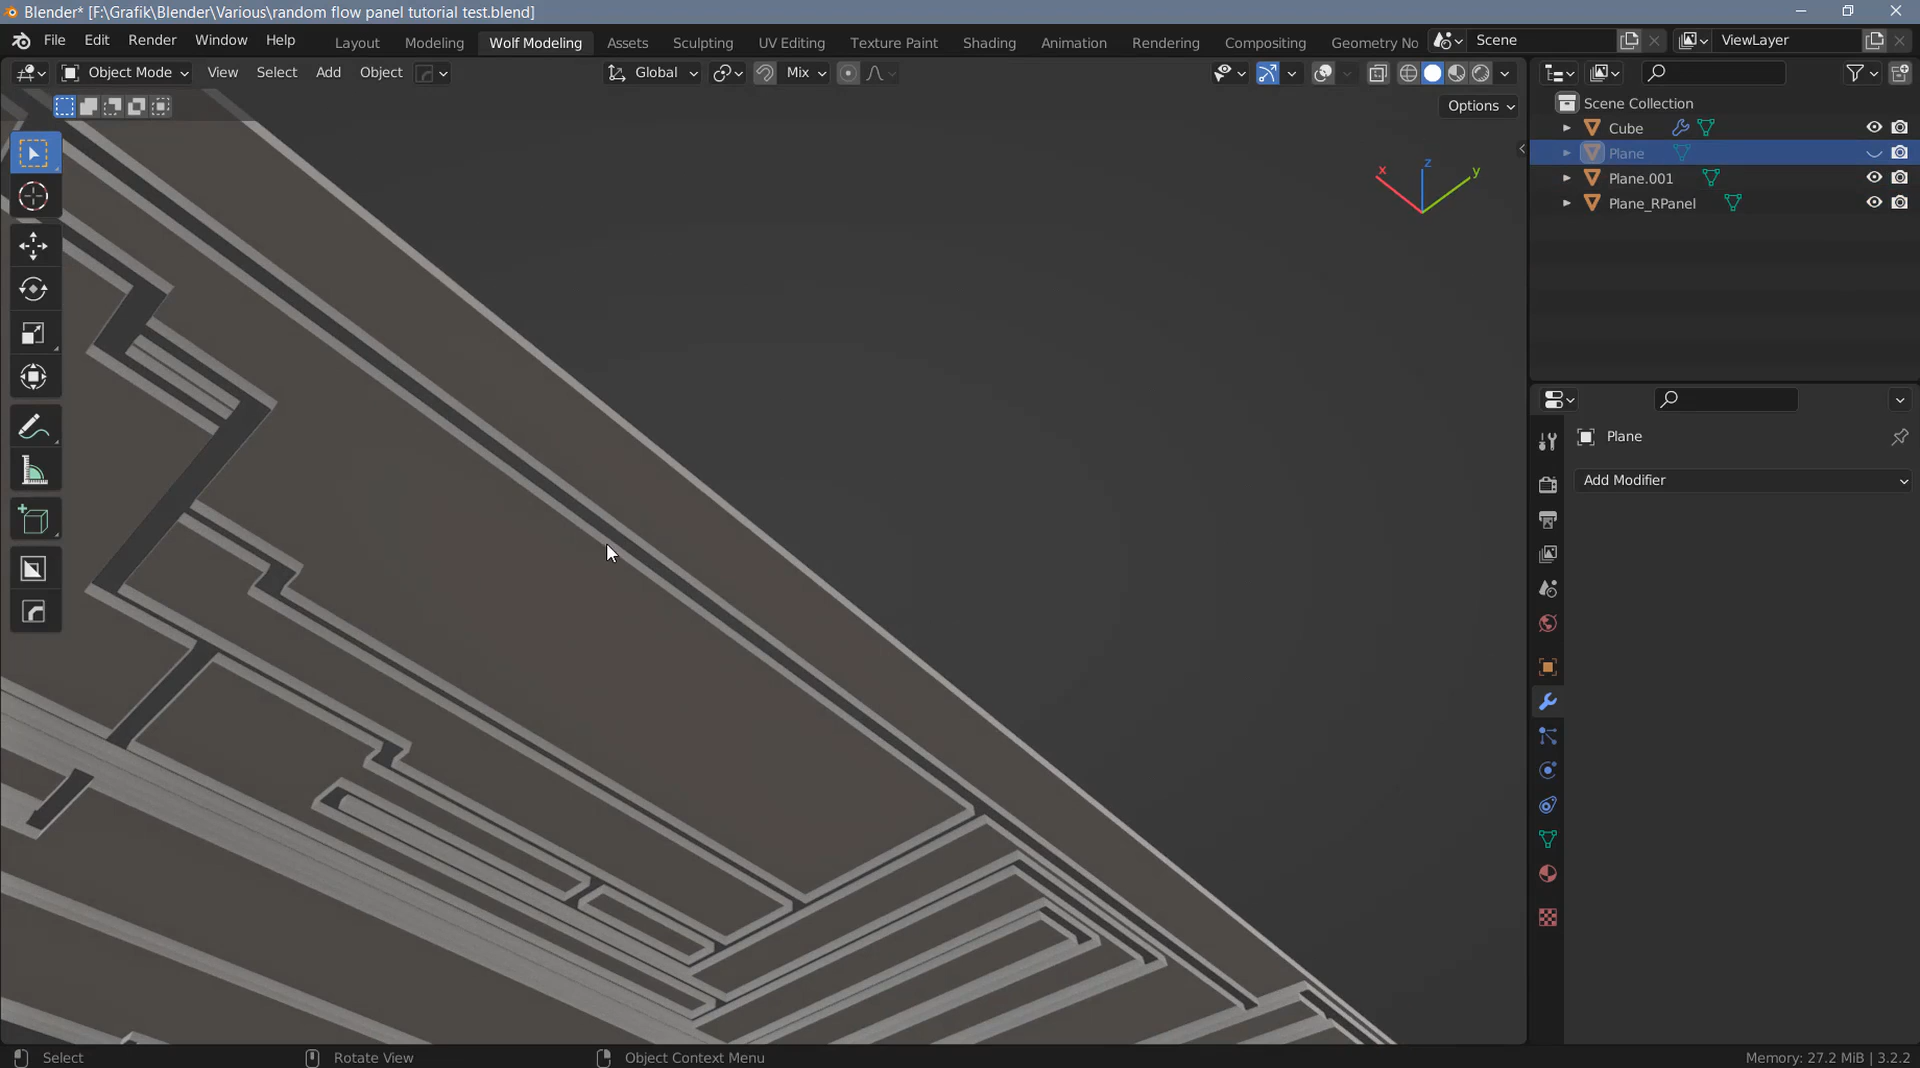 Blender* [F:\Grafik\Blender\Various\random flow panel tutorial test.blend]
File Edit Render Window Help Layout Modeling Wolf Modeling Assets Sculpting UV Editing Texture Paint Shading Animation Rendering Compositing Geometry No Scene ViewLayer
Object Mode View Select Add Object Global Mix
Options
Scene Collection
Cube
Plane
Plane.001
Plane_RPanel
x z y
Plane
Add Modifier
Select Rotate View Object Context Menu Memory: 27.2 MiB | 3.2.2